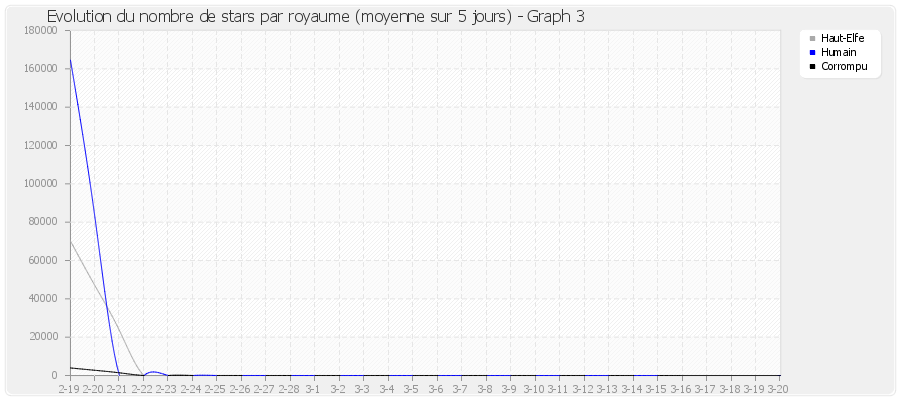 Evolution du nombre de stars par royaume (moyenne sur 5 jours) - Graph 3
Haut-Elfe
Humain
Corrompu
180000
160000
140000
120000
100000
80000
60000
40000
20000
0
2-19 2-20 2-21 2-22 2-23 2-24 2-25 2-26 2-27 2-28 3-1 3-2 3-3 3-4 3-5 3-6 3-7 3-8 3-9 3-10 3-11 3-12 3-13 3-14 3-15 3-16 3-17 3-18 3-19 3-20